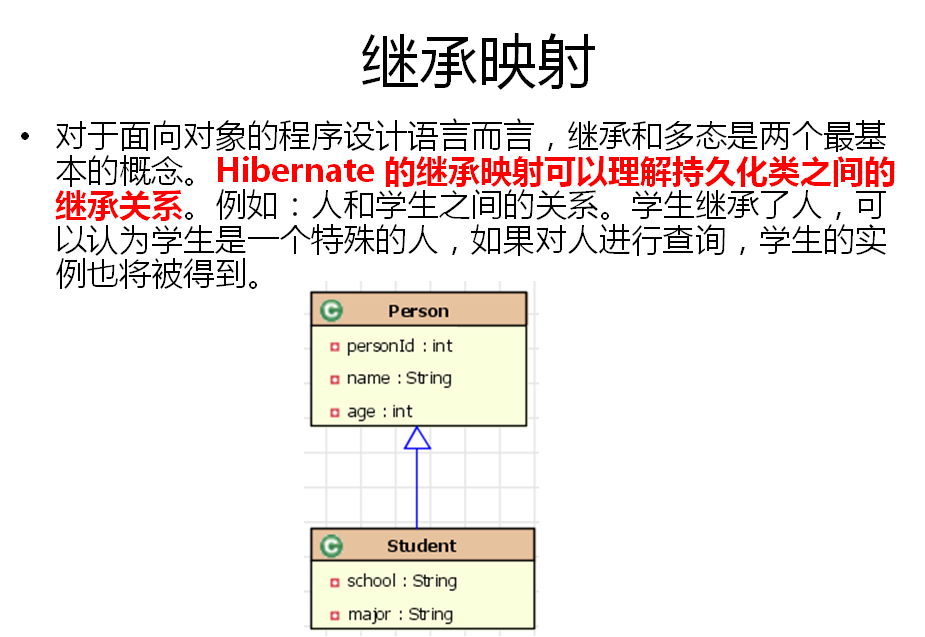 继承映射
• 对于面向对象的程序设计语言而言，继承和多态是两个最基
本的概念。Hibernate 的继承映射可以理解持久化类之间的
继承关系。例如：人和学生之间的关系。学生继承了人，可
以认为学生是一个特殊的人，如果对人进行查询，学生的实
例也将被得到。
C Person
personId : int
name : String
age : int
C Student
school : String
major : String